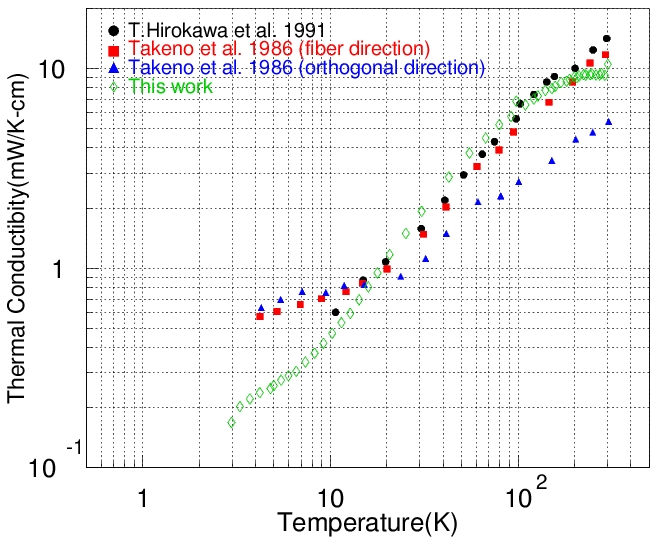 T.Hirokawa et al. 1991
Takeno et al. 1986 (fiber direction)
Takeno et al. 1986 (orthogonal direction)
This work
Thermal Conductibity(mW/K-cm)
10
1
10 -1
1
10
10 2
Temperature(K)